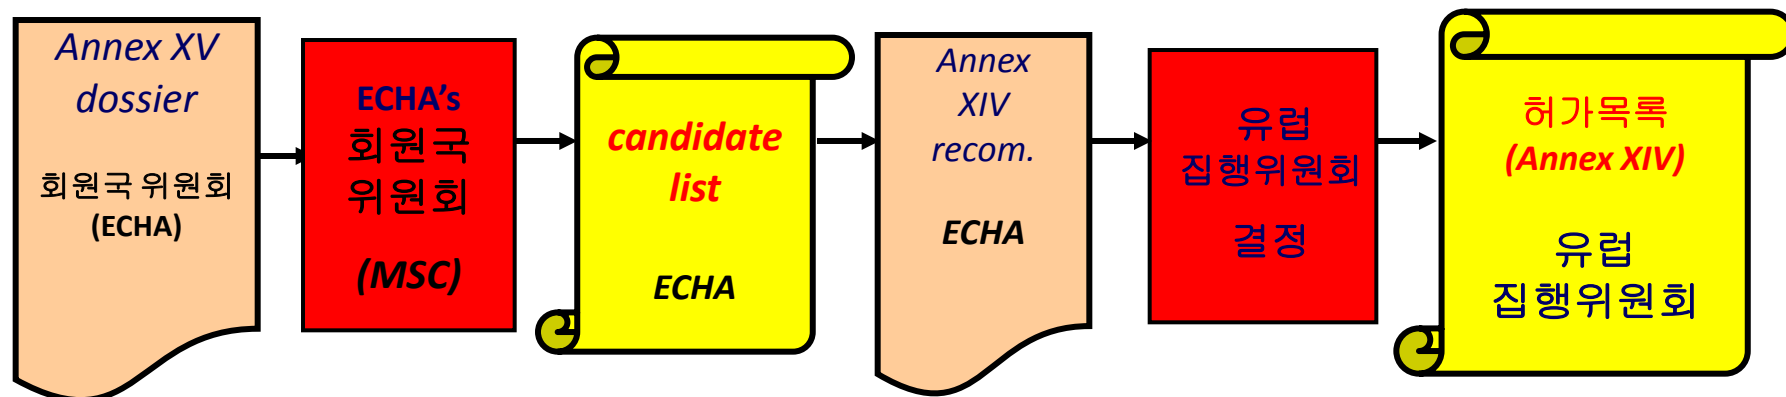 Annex XV
dossier
회원국 위원회
(ECHA)
ECHA's
회원국
위원회
(MSC)
candidate
list
ECHA
Annex
XIV
recom.
ECHA
유럽
집행위원회
결정
허가목록
(Annex XIV)
유럽
집행위원회